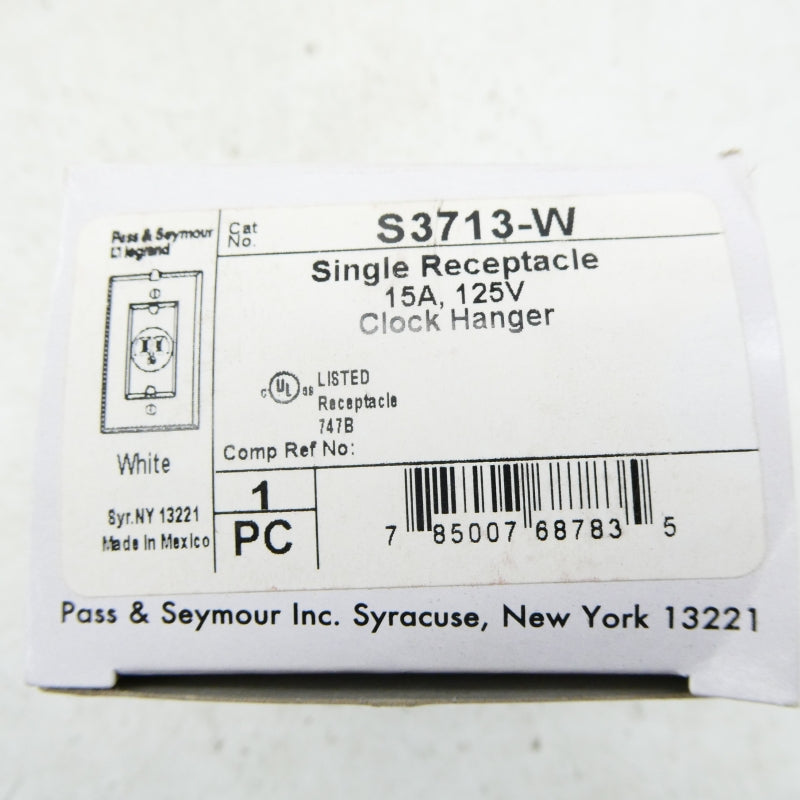 Pass & Seymour
legrand
Cat
No.
S3713-W
Single Receptacle
15A, 125V
Clock Hanger
c UL us LISTED
Receptacle
747B
White
Comp Ref No:
1
PC
Syr.NY 13221
Made In Mexico
7 85007 68783 5
Pass & Seymour Inc. Syracuse, New York 13221